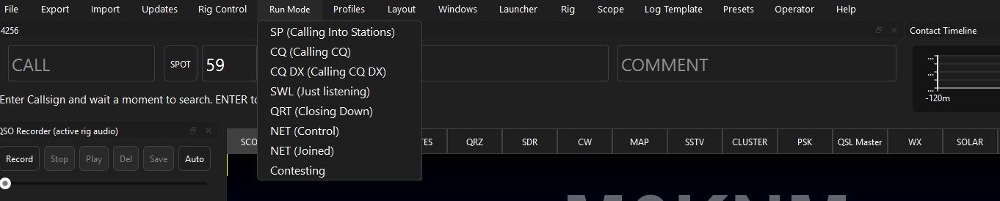 File Export Import Updates Rig Control Run Mode Profiles Layout Windows Launcher Rig Scope Log Template Presets Operator Help
4256
Contact Timeline
CALL SPOT 59 COMMENT
...
...
...
-120m
Enter Callsign and wait a moment to search. ENTER to
SP (Calling Into Stations)
CQ (Calling CQ)
CQ DX (Calling CQ DX)
SWL (Just listening)
QRT (Closing Down)
NET (Control)
NET (Joined)
Contesting
QSO Recorder (active rig audio)
Record Stop Play Del Save Auto
SCO TES QRZ SDR CW MAP SSTV CLUSTER PSK QSL Master WX SOLAR